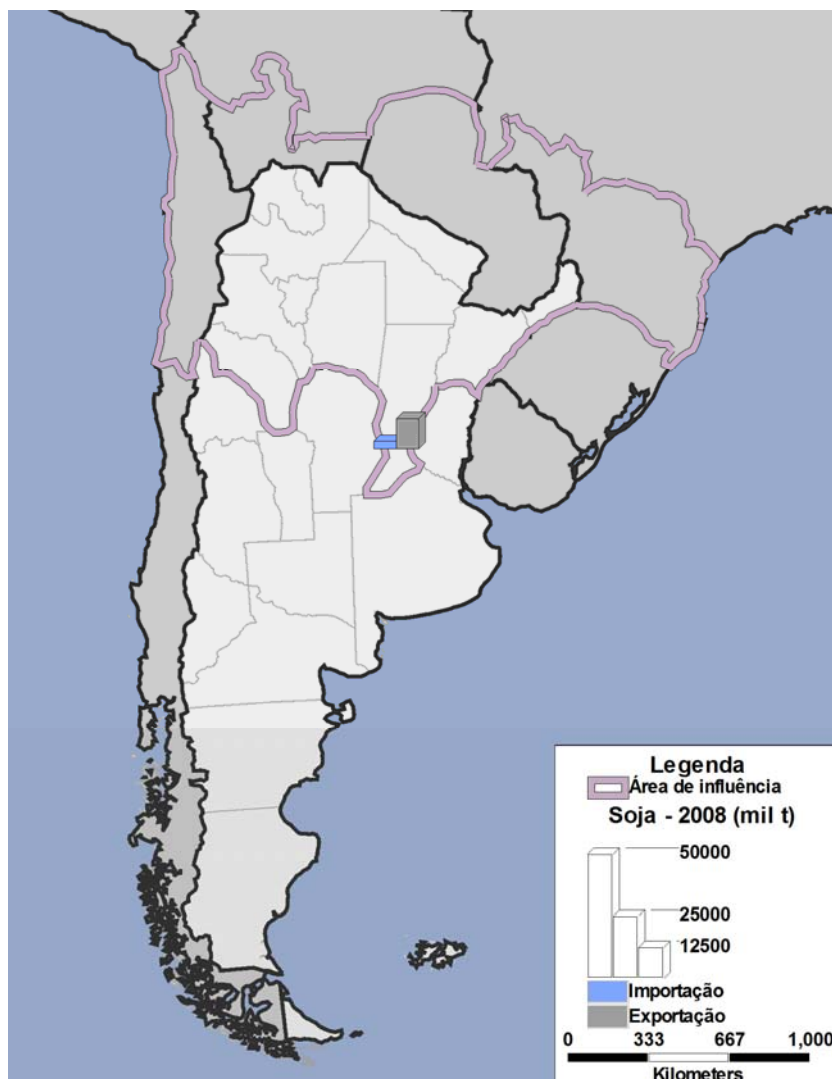 Legenda
Área de influência
Soja - 2008 (mil t)
50000
25000
12500
Importação
Exportação
0 333 667 1,000
Kilometers